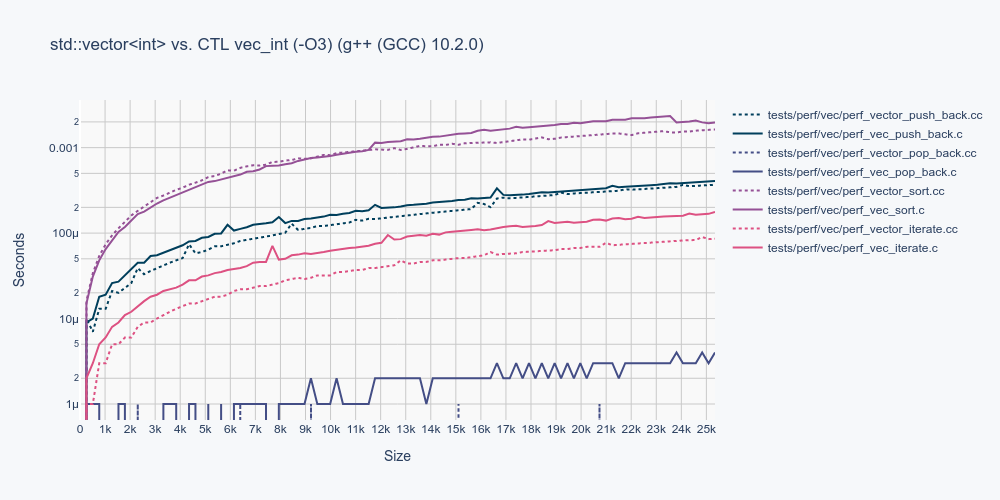 std::vector<int> vs. CTL vec_int (-O3) (g++ (GCC) 10.2.0)
tests/perf/vec/perf_vector_push_back.cc
tests/perf/vec/perf_vec_push_back.c
tests/perf/vec/perf_vector_pop_back.cc
tests/perf/vec/perf_vec_pop_back.c
tests/perf/vec/perf_vector_sort.cc
tests/perf/vec/perf_vec_sort.c
tests/perf/vec/perf_vector_iterate.cc
tests/perf/vec/perf_vec_iterate.c
Seconds
2
0.001
5
2
100μ
5
2
10μ
5
2
1μ
0 1k 2k 3k 4k 5k 6k 7k 8k 9k 10k 11k 12k 13k 14k 15k 16k 17k 18k 19k 20k 21k 22k 23k 24k 25k
Size